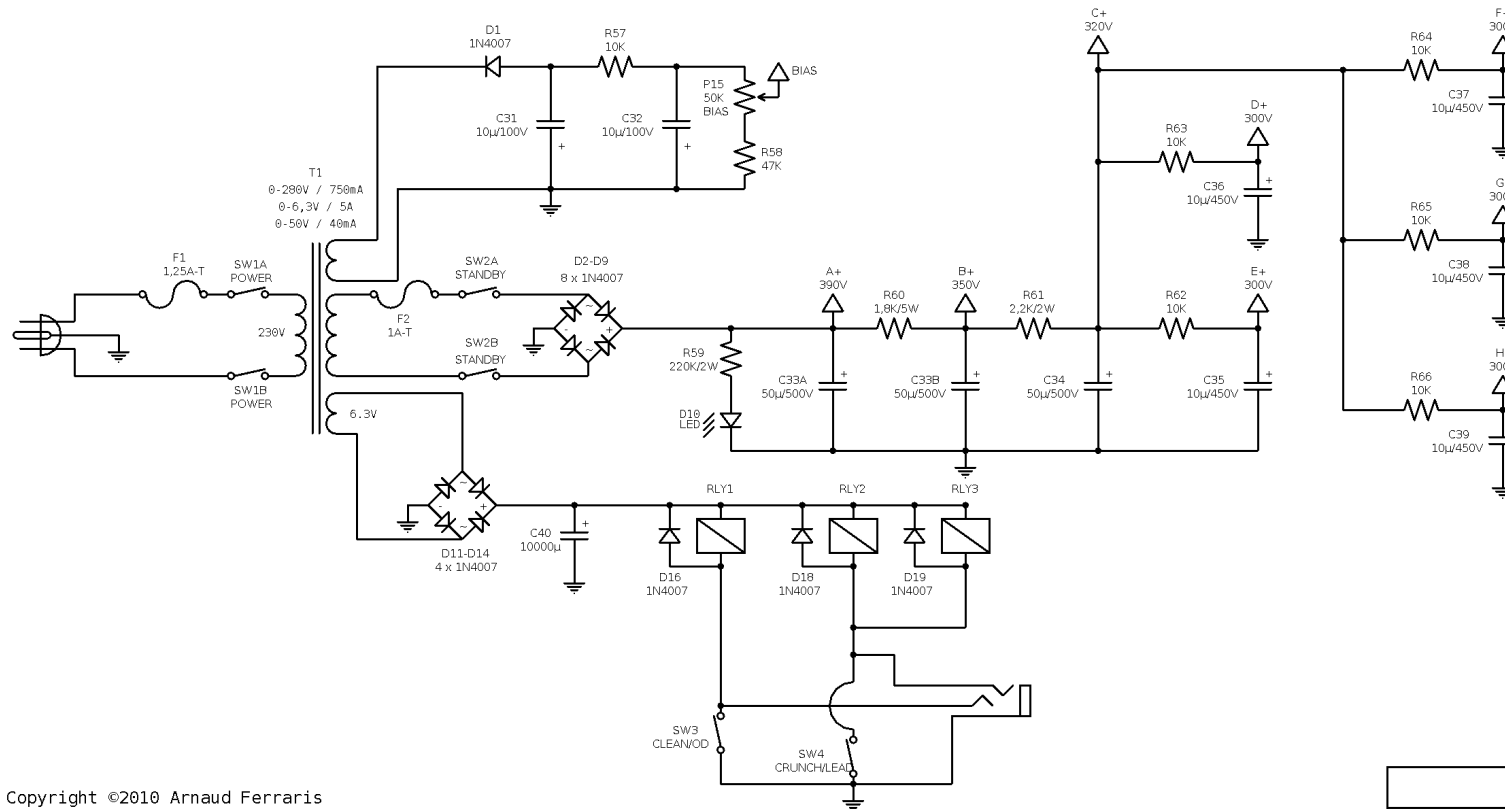 D1
1N4007
R57
10K
P15
50K
BIAS
BIAS
C31
10µ/100V
+
C32
10µ/100V
+
R58
47K
T1
0-280V / 750mA
0-6,3V / 5A
0-50V / 40mA
F1
1,25A-T
SW1A
POWER
230V
SW1B
POWER
F2
1A-T
SW2A
STANDBY
SW2B
STANDBY
D2-D9
8 x 1N4007
~
- +
~
6.3V
R59
220K/2W
D10
LED
A+
390V
C33A
50µ/500V
+
R60
1,8K/5W
B+
350V
C33B
50µ/500V
+
R61
2,2K/2W
C+
320V
C34
50µ/500V
+
R63
10K
D+
300V
C36
10µ/450V
+
R62
10K
E+
300V
C35
10µ/450V
+
R64
10K
C37
10µ/450V
R65
10K
C38
10µ/450V
R66
10K
C39
10µ/450V
~
- +
~
D11-D14
4 x 1N4007
C40
10000µ
+
RLY1
D16
1N4007
RLY2
D18
1N4007
RLY3
D19
1N4007
SW3
CLEAN/OD
SW4
CRUNCH/LEAD
Copyright ©2010 Arnaud Ferraris